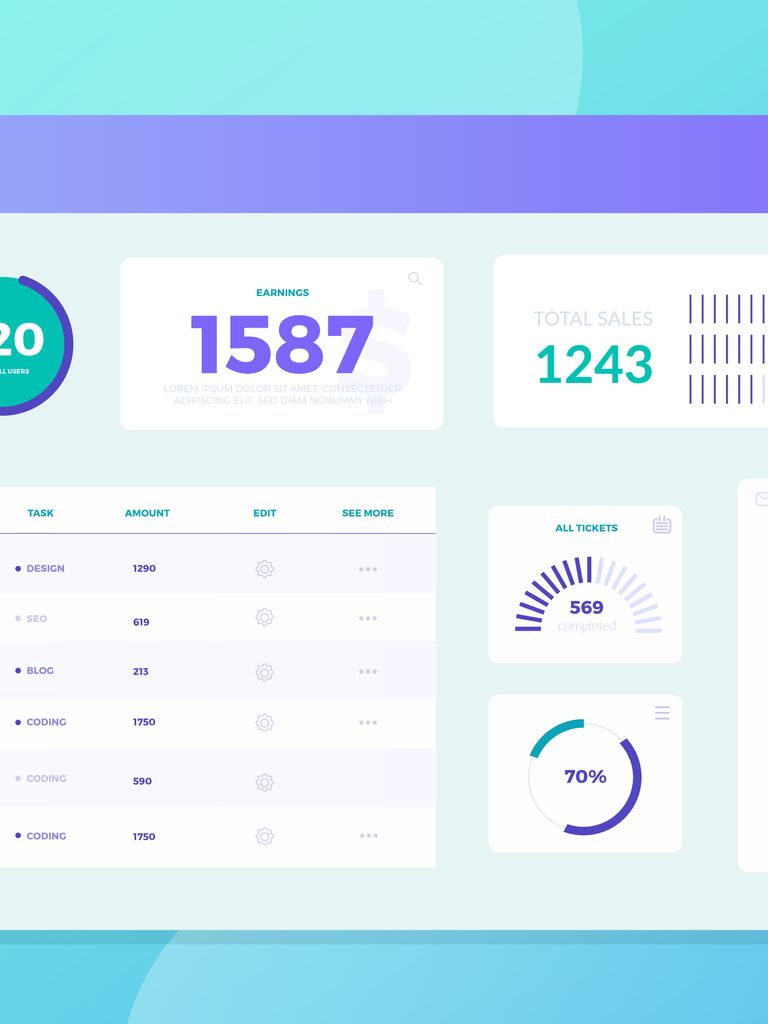 20
LL USERS
EARNINGS
1587
LOREM IPSUM DOLOR SIT AMET, CONSECTETUER
ADIPISCING ELIT, SED DIAM NONUMMY NIBH
TOTAL SALES
1243
TASK AMOUNT EDIT SEE MORE
DESIGN 1290
SEO 619
BLOG 213
CODING 1750
CODING 590
CODING 1750
ALL TICKETS
569
completed
70%